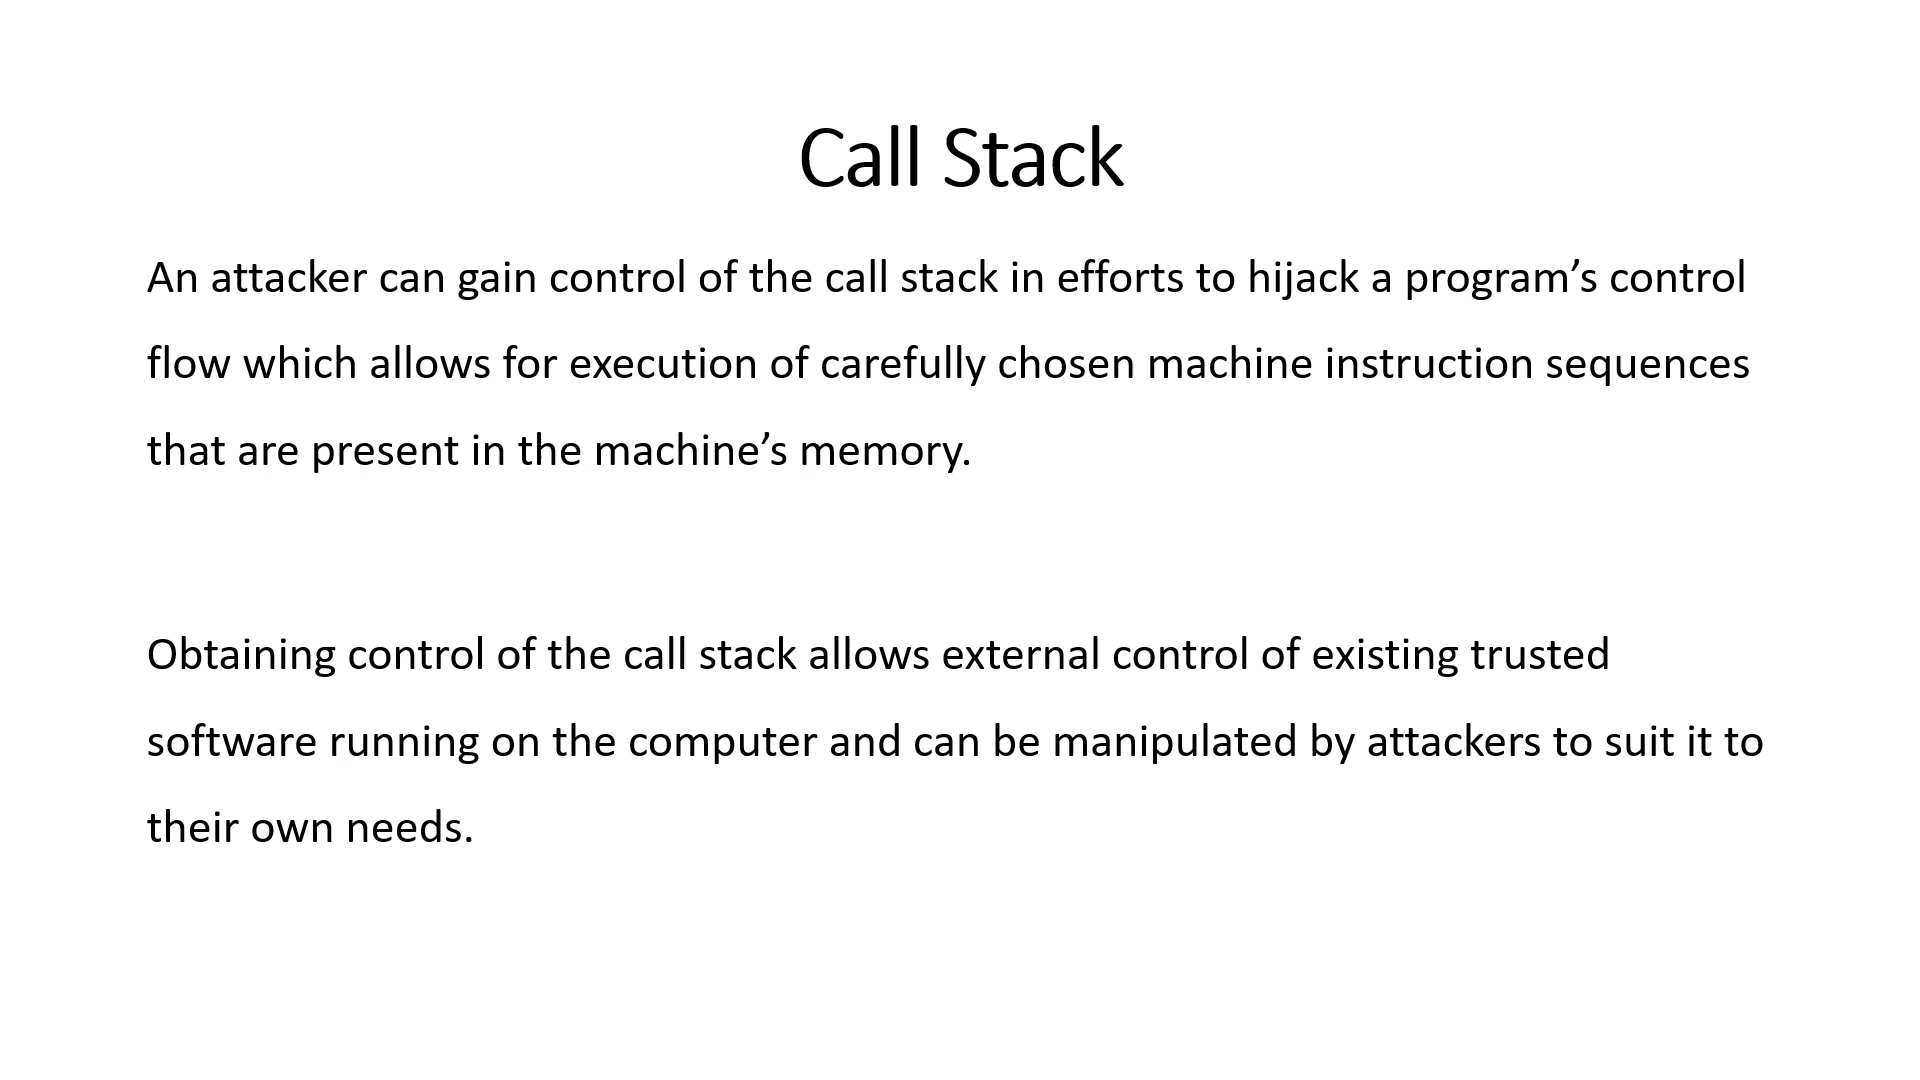 Call Stack
An attacker can gain control of the call stack in efforts to hijack a program’s control
flow which allows for execution of carefully chosen machine instruction sequences
that are present in the machine’s memory.
Obtaining control of the call stack allows external control of existing trusted
software running on the computer and can be manipulated by attackers to suit it to
their own needs.